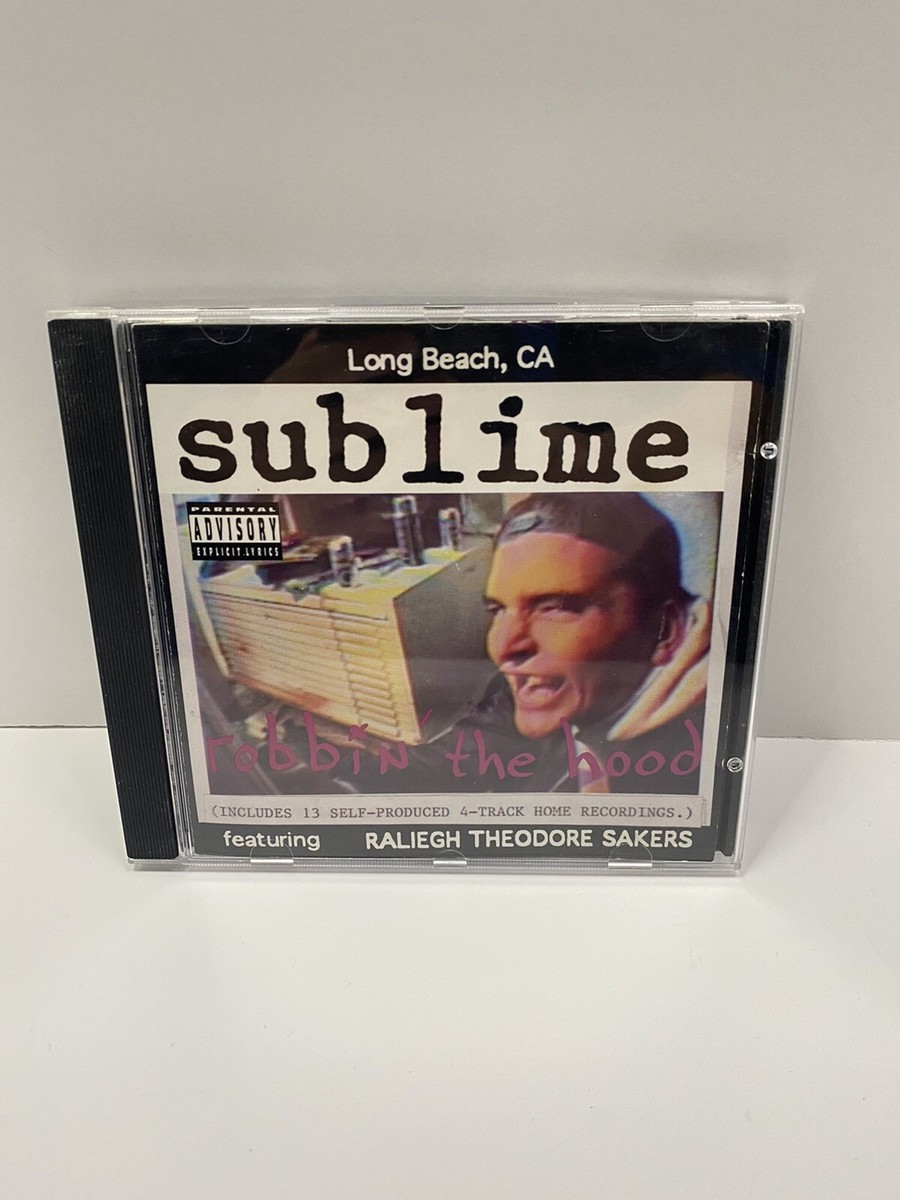 Long Beach, CA
sublime
PARENTAL
ADVISORY
EXPLICIT LYRICS
robbin' the hood
(INCLUDES 13 SELF-PRODUCED 4-TRACK HOME RECORDINGS.)
featuring RALIEGH THEODORE SAKERS